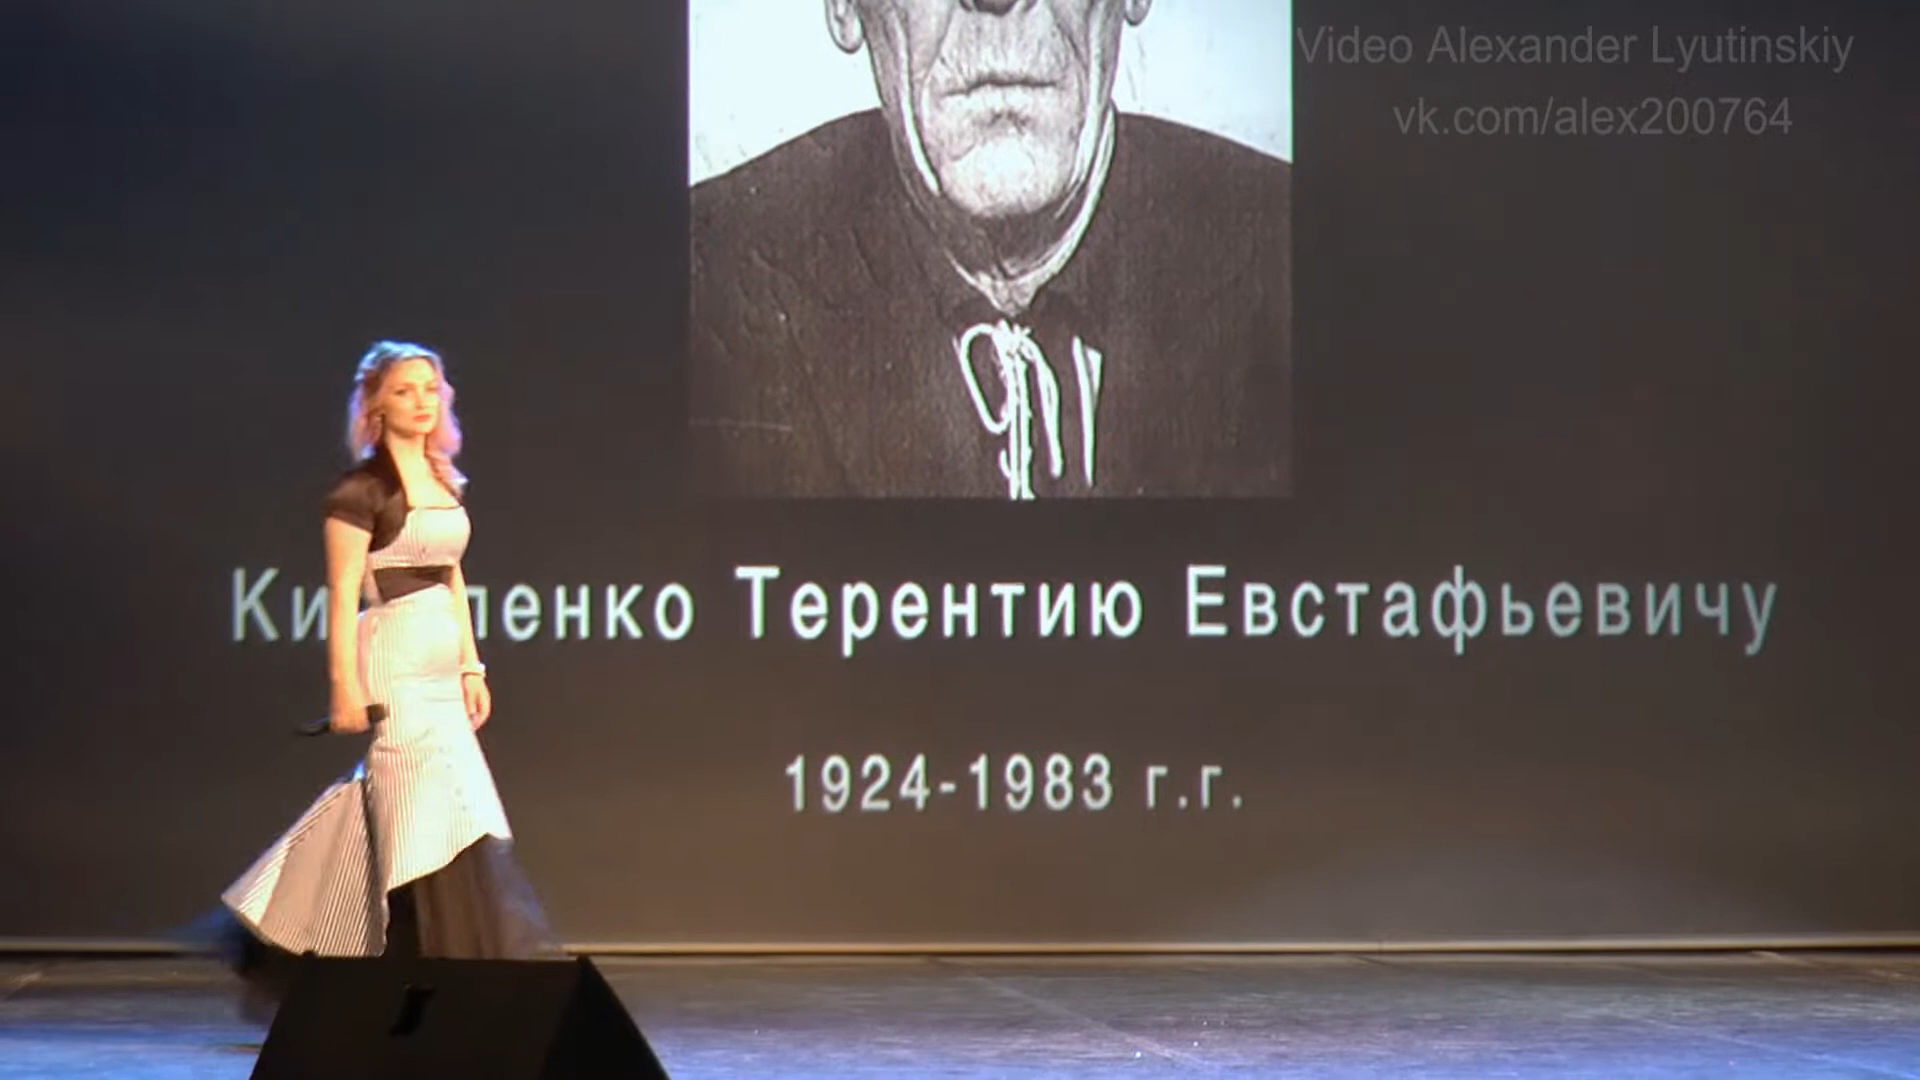 Video Alexander Lyutinskiy
vk.com/alex200764
Терентию Евстафьевичу
1924-1983 г.г.